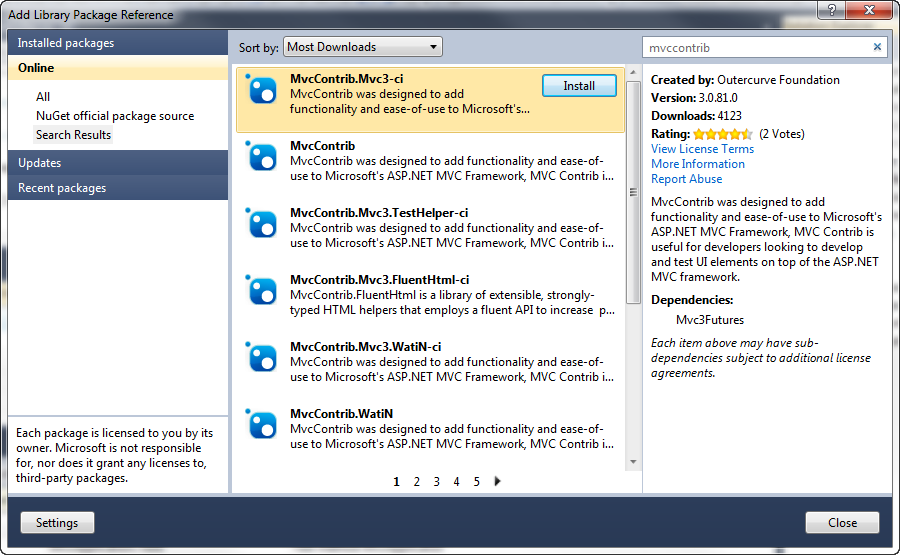 Add Library Package Reference
Installed packages
Online
All
NuGet official package source
Search Results
Updates
Recent packages
Each package is licensed to you by its
owner. Microsoft is not responsible
for, nor does it grant any licenses to,
third-party packages.
Sort by: Most Downloads
MvcContrib.Mvc3-ci
MvcContrib was designed to add
functionality and ease-of-use to Microsoft's...
Install
MvcContrib
MvcContrib was designed to add functionality and ease-of-
use to Microsoft's ASP.NET MVC Framework, MVC Contrib i...
MvcContrib.Mvc3.TestHelper-ci
MvcContrib was designed to add functionality and ease-of-
use to Microsoft's ASP.NET MVC Framework, MVC Contrib i...
MvcContrib.Mvc3.FluentHtml-ci
MvcContrib.FluentHtml is a library of extensible, strongly-
typed HTML helpers that employs a fluent API to increase p...
MvcContrib.Mvc3.WatiN-ci
MvcContrib was designed to add functionality and ease-of-
use to Microsoft's ASP.NET MVC Framework, MVC Contrib i...
MvcContrib.WatiN
MvcContrib was designed to add functionality and ease-of-
use to Microsoft's ASP.NET MVC Framework, MVC Contrib i...
1 2 3 4 5
mvccontrib
Created by: Outercurve Foundation
Version: 3.0.81.0
Downloads: 4123
Rating: (2 Votes)
View License Terms
More Information
Report Abuse
MvcContrib was designed to add
functionality and ease-of-use to Microsoft's
ASP.NET MVC Framework, MVC Contrib is
useful for developers looking to develop
and test UI elements on top of the ASP.NET
MVC framework.
Dependencies:
Mvc3Futures
Each item above may have sub-
dependencies subject to additional license
agreements.
Settings
Close